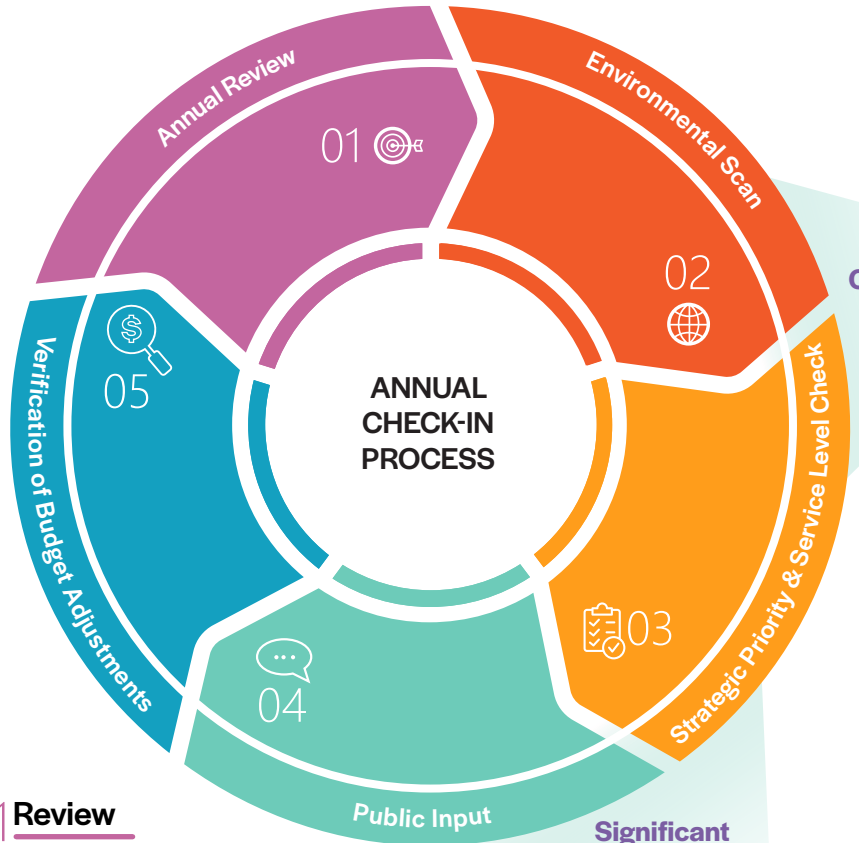 Annual Review
01
Environmental Scan
02
Strategic Priority & Service Level Check
03
Public Input
04
Verification of Budget Adjustments
$
05
ANNUAL
CHECK-IN
PROCESS
Review
Significant